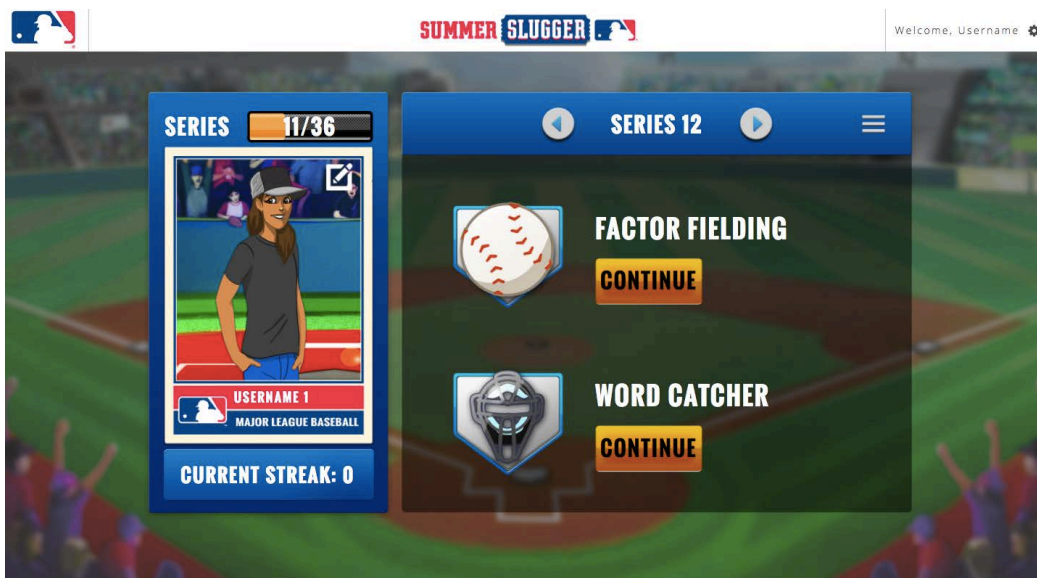 SUMMER SLUGGER
Welcome, Username
SERIES 11/36
SERIES 12
FACTOR FIELDING
CONTINUE
USERNAME 1
MAJOR LEAGUE BASEBALL
WORD CATCHER
CONTINUE
CURRENT STREAK: 0